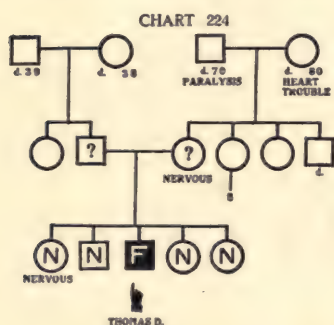 CHART 224
d. 39
d. 38
d. 70
PARALYSIS
d. 80
HEART
TROUBLE
?
?
NERVOUS
8
d.
N
N
F
N
N
NERVOUS
THOMAS D.